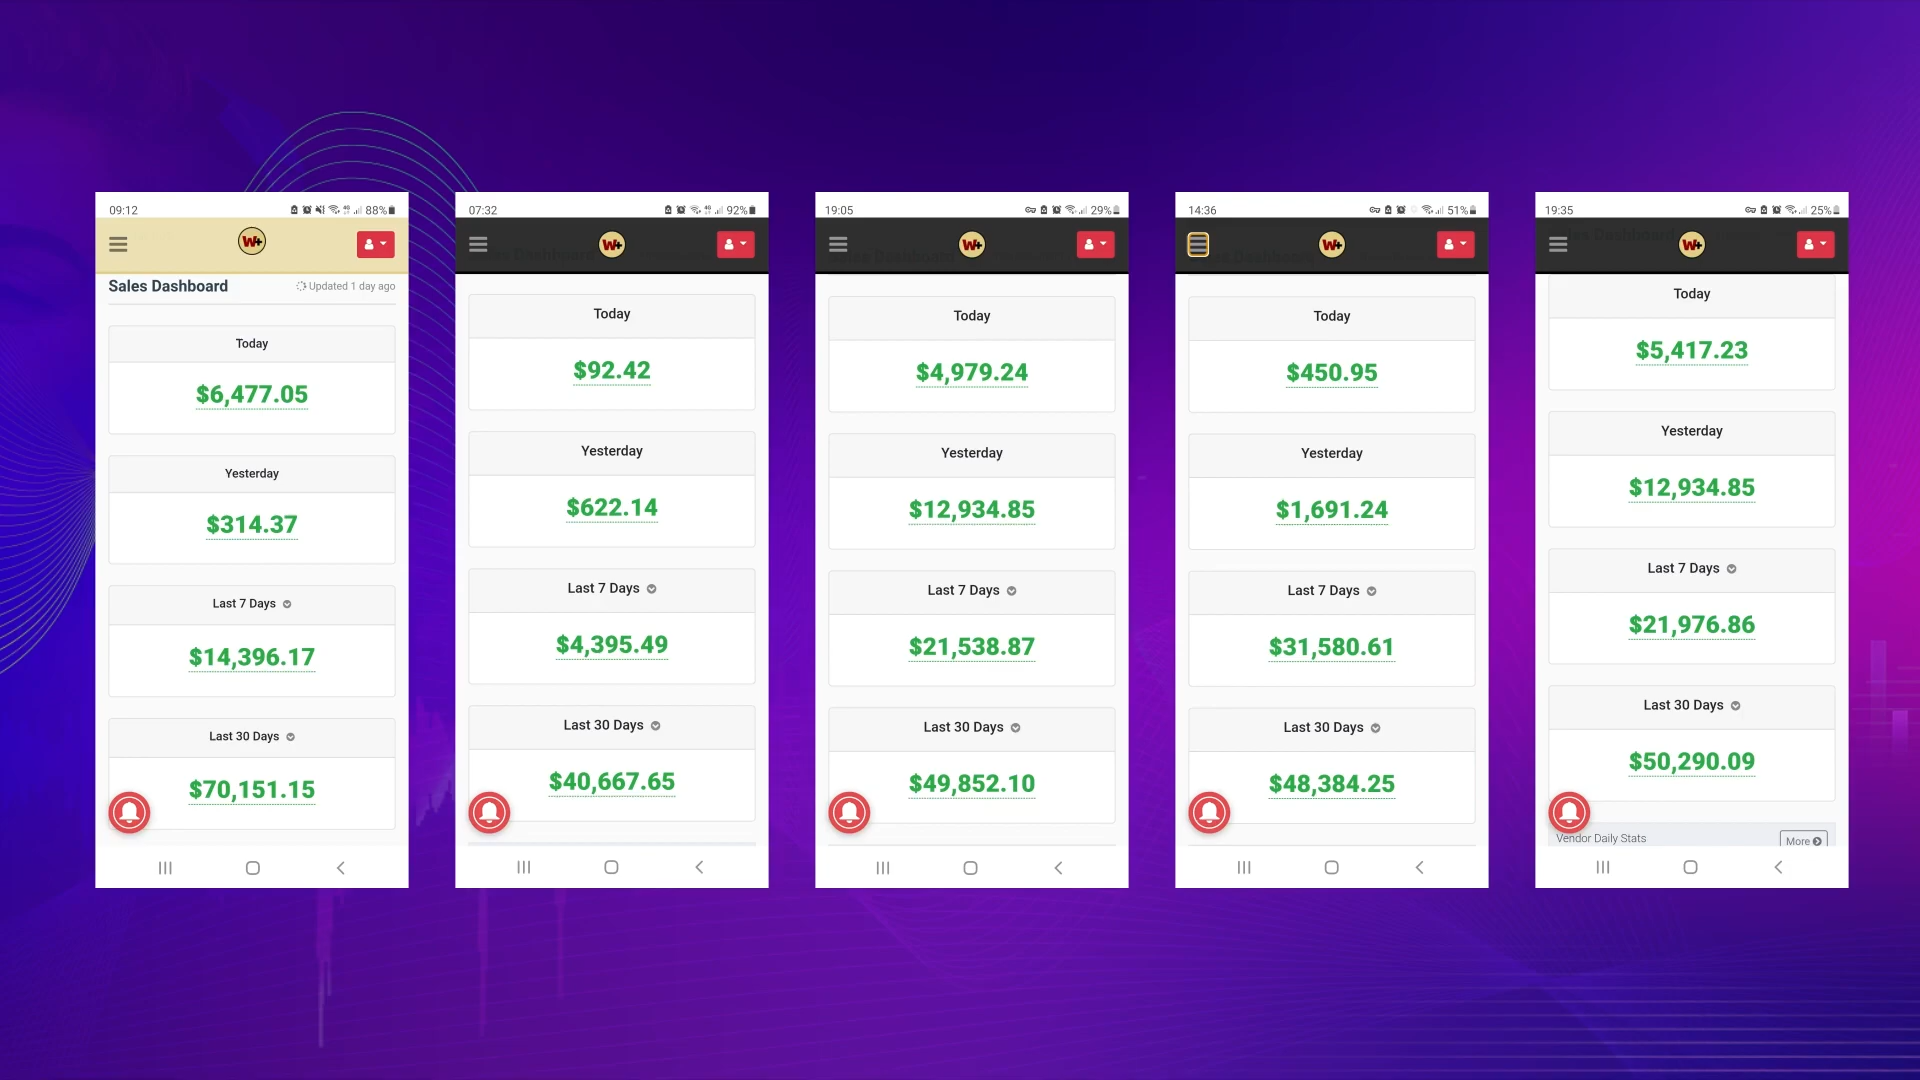 09:12
88%
W+
Sales Dashboard
Updated 1 day ago
Today
$6,477.05
Yesterday
$314.37
Last 7 Days
$14,396.17
Last 30 Days
$70,151.15
07:32
92%
W+
Today
$92.42
Yesterday
$622.14
Last 7 Days
$4,395.49
Last 30 Days
$40,667.65
19:05
29%
W+
Today
$4,979.24
Yesterday
$12,934.85
Last 7 Days
$21,538.87
Last 30 Days
$49,852.10
14:36
51%
W+
Today
$450.95
Yesterday
$1,691.24
Last 7 Days
$31,580.61
Last 30 Days
$48,384.25
19:35
25%
W+
Today
$5,417.23
Yesterday
$12,934.85
Last 7 Days
$21,976.86
Last 30 Days
$50,290.09
Vendor Daily Stats
More